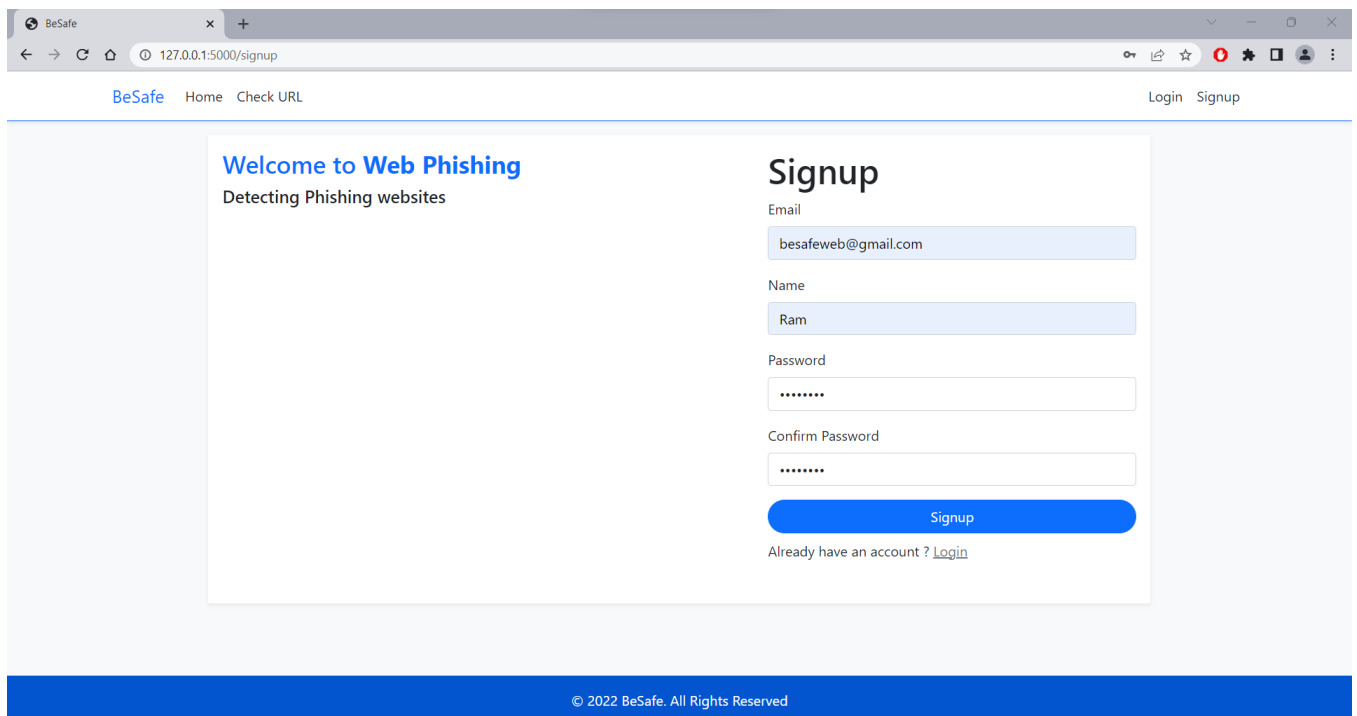 BeSafe
127.0.0.1:5000/signup
BeSafe Home Check URL Login Signup
Welcome to Web Phishing
Detecting Phishing websites
Signup
Email
besafeweb@gmail.com
Name
Ram
Password
••••••••
Confirm Password
••••••••
Signup
Already have an account ? Login
© 2022 BeSafe. All Rights Reserved